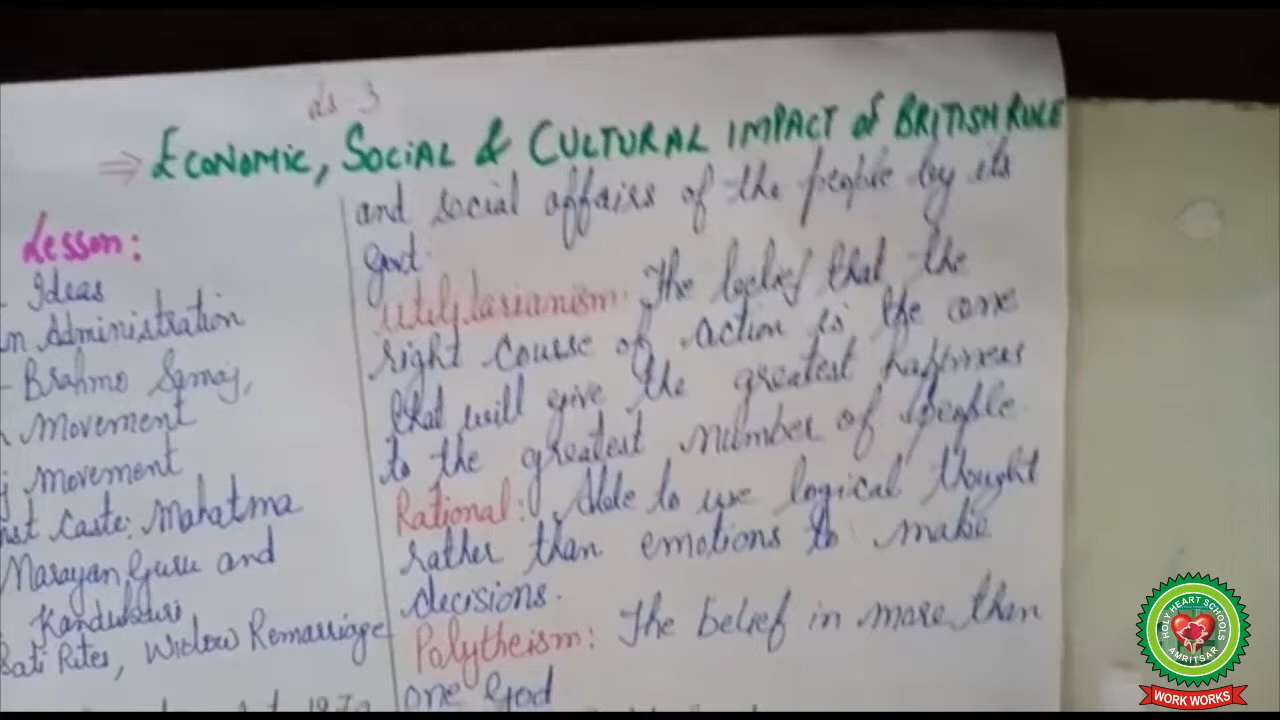 ds-3
⇒ ECONOMIC, SOCIAL & CULTURAL IMPACT of BRITISH RULE
Lesson:
- Ideas
n Administration
- Brahmo Samaj,
Movement
j Movement
nst Caste: Mahatma
Narayan Guru and
Kandukuri
Sati Rites, Widow Remarriage
and social affairs of the people by its
govt.
Utilitarianism: The belief that the
right course of action is the one
that will give the greatest happiness
to the greatest number of people
Rational: Able to use logical thought
rather than emotions to make
decisions.
Polytheism: The belief in more than
one God
HOLY HEART SCHOOLS
AMRITSAR
WORK WORKS